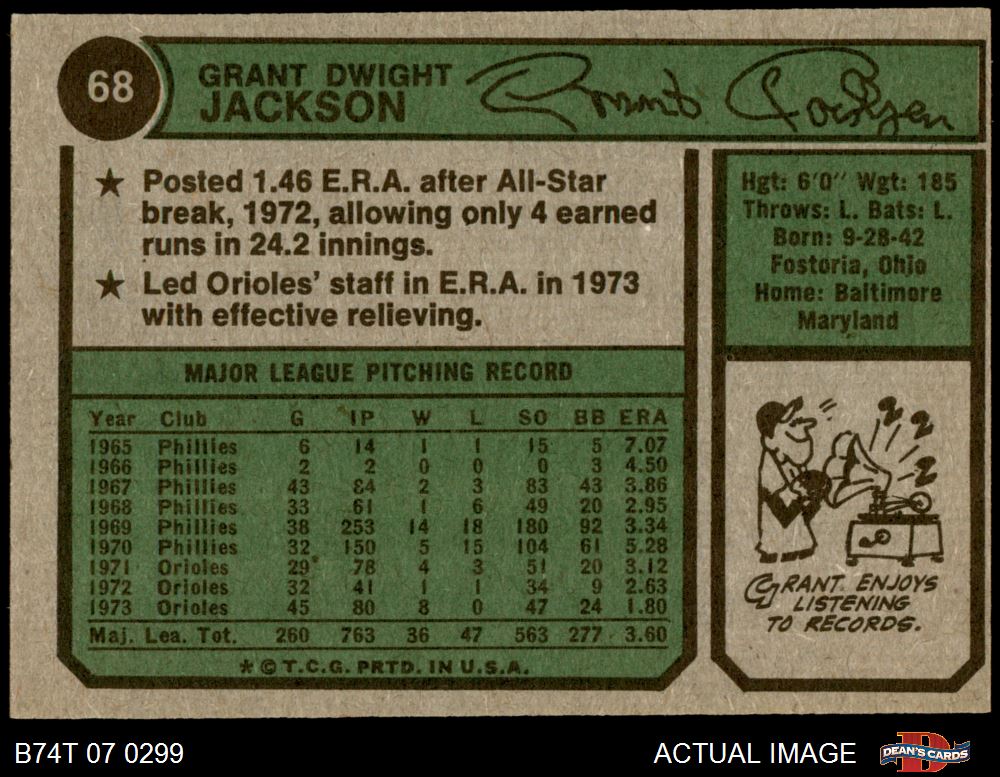 68
GRANT DWIGHT
JACKSON
Grant Jackson
★ Posted 1.46 E.R.A. after All-Star
break, 1972, allowing only 4 earned
runs in 24.2 innings.
★ Led Orioles' staff in E.R.A. in 1973
with effective relieving.
Hgt: 6'0" Wgt: 185
Throws: L. Bats: L.
Born: 9-28-42
Fostoria, Ohio
Home: Baltimore
Maryland
MAJOR LEAGUE PITCHING RECORD
Year Club G IP W L SO BB ERA
1965 Phillies 6 14 1 1 15 5 7.07
1966 Phillies 2 2 0 0 0 3 4.50
1967 Phillies 43 84 2 3 83 43 3.86
1968 Phillies 33 61 1 6 49 20 2.95
1969 Phillies 38 253 14 18 180 92 3.34
1970 Phillies 32 150 5 15 104 61 5.28
1971 Orioles 29 78 4 3 51 20 3.12
1972 Orioles 32 41 1 1 34 9 2.63
1973 Orioles 45 80 8 0 47 24 1.80
Maj. Lea. Tot. 260 763 36 47 563 277 3.60
* © T.C.G. PRTD. IN U.S.A.
GRANT ENJOYS
LISTENING
TO RECORDS.
B74T 07 0299
ACTUAL IMAGE
DEAN'S CARDS